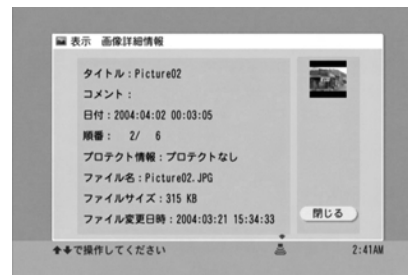 表示 画像詳細情報
タイトル：Picture02
コメント：
日付：2004:04:02 00:03:05
順番： 2/ 6
プロテクト情報：プロテクトなし
ファイル名：Picture02.JPG
ファイルサイズ：315 KB
ファイル変更日時：2004:03:21 15:34:33
閉じる
で操作してください
2:41AM